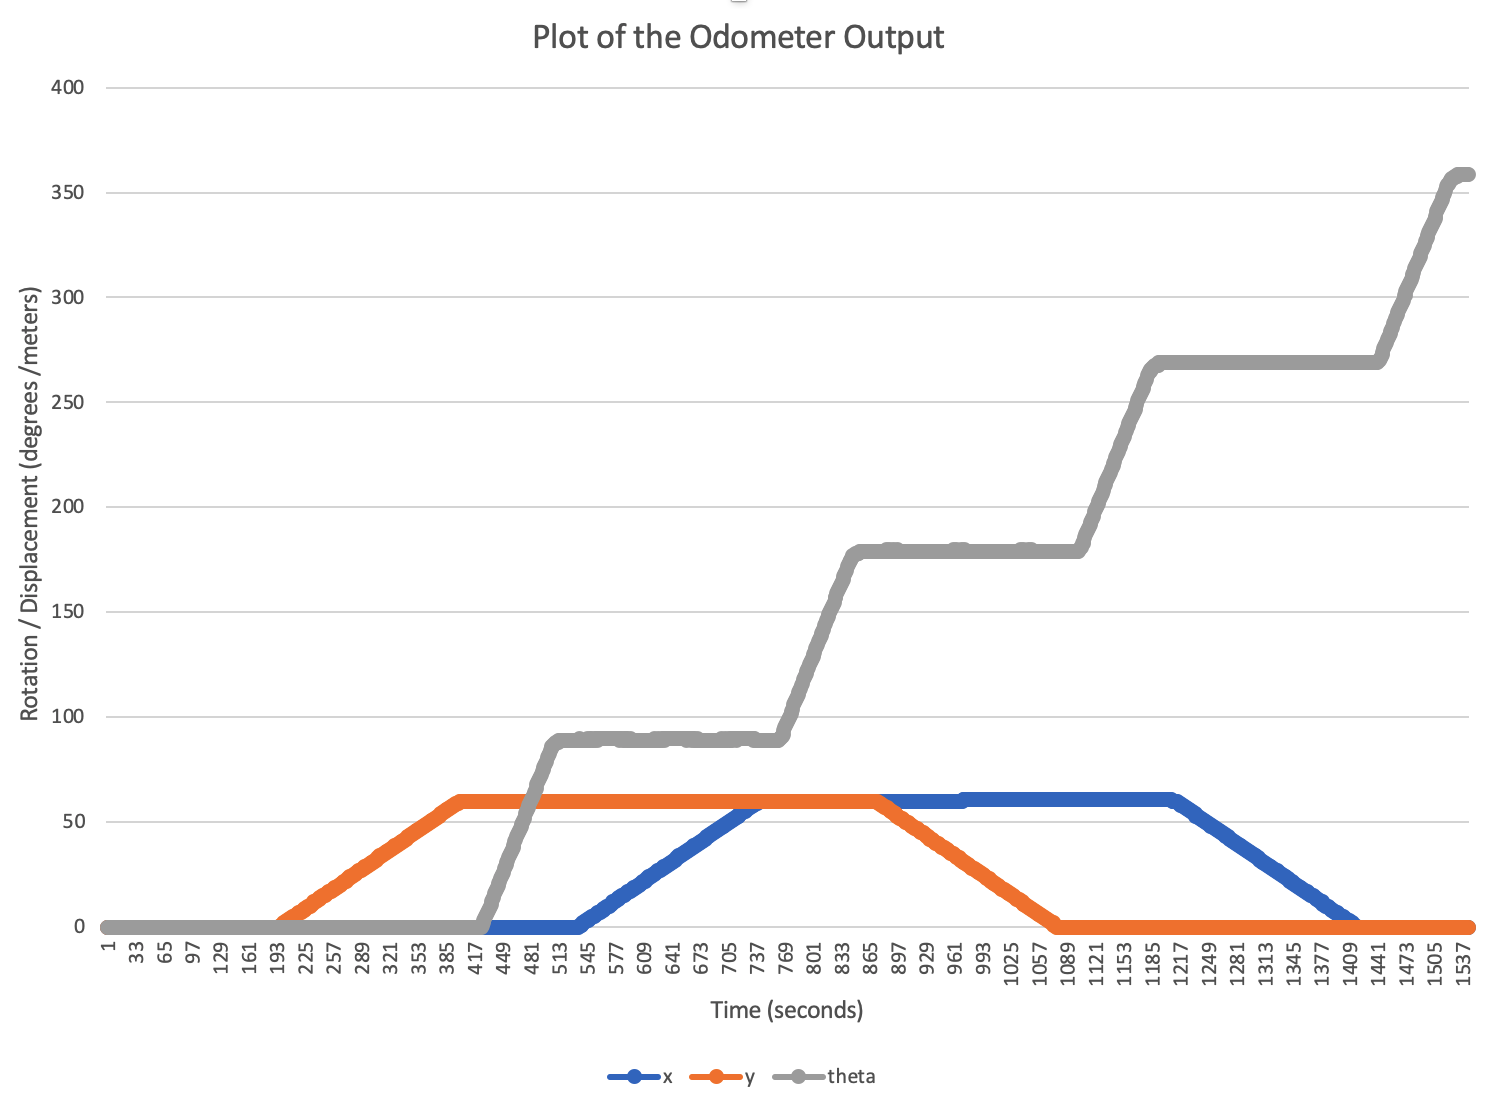 Plot of the Odometer Output
400
350
300
250
200
150
100
50
0
Rotation / Displacement (degrees /meters)
1 33 65 97 129 161 193 225 257 289 321 353 385 417 449 481 513 545 577 609 641 673 705 737 769 801 833 865 897 929 961 993 1025 1057 1089 1121 1153 1185 1217 1249 1281 1313 1345 1377 1409 1441 1473 1505 1537
Time (seconds)
x y theta